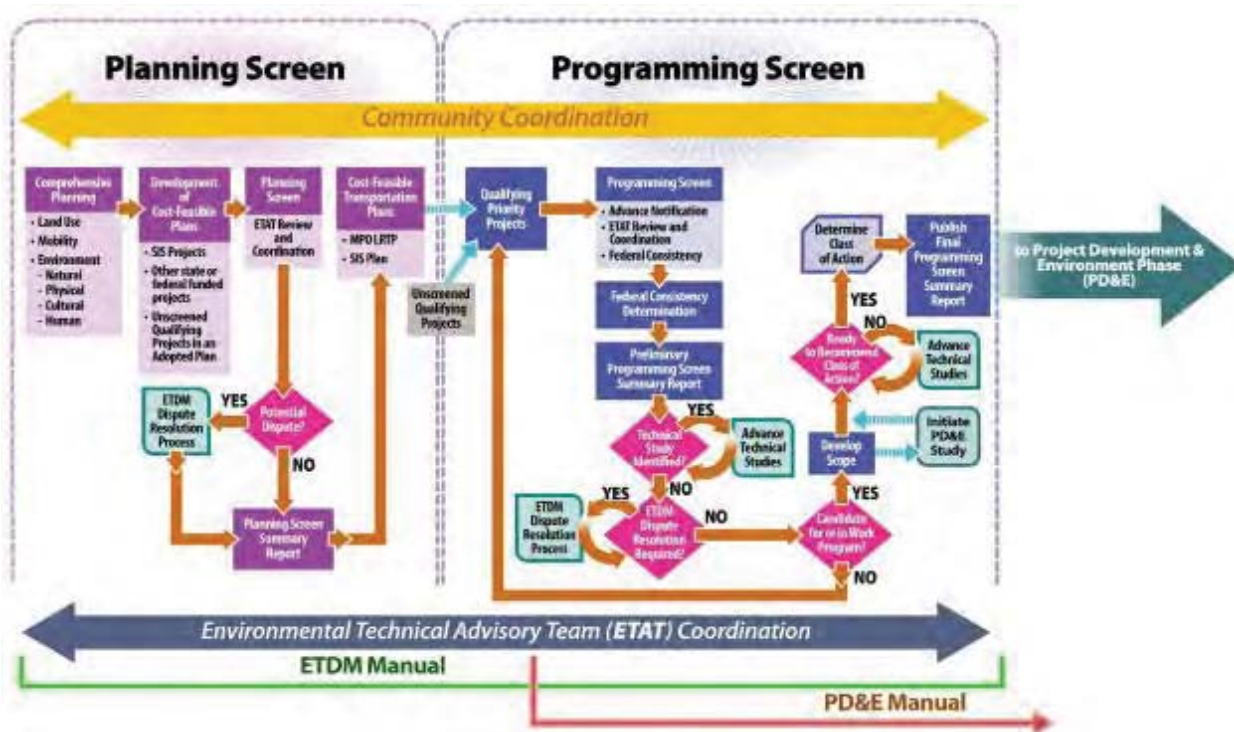 Planning Screen
Programming Screen
Community Coordination
Comprehensive
Planning
• Land Use
• Mobility
• Environment
– Natural
– Physical
– Cultural
– Human
Development
of
Cost-Feasible
Plans
• SIS Projects
• Other state or
federal funded
projects
• Unscreened
Qualifying
Projects in an
Adopted Plan
Planning
Screen
ETAT Review
and
Coordination
Cost-Feasible
Transportation
Plans
• MPO LRTP
• SIS Plan
ETDM
Dispute
Resolution
Process
YES
Potential
Dispute?
NO
Planning Screen
Summary
Report
Unscreened
Qualifying
Projects
Qualifying
Priority
Projects
Programming Screen
• Advance Notification
• ETAT Review and
Coordination
• Federal Consistency
Federal Consistency
Determination
Preliminary
Programming Screen
Summary Report
YES
Technical
Study
Identified?
Advance
Technical
Studies
NO
YES
ETDM
Dispute
Resolution
Process
ETDM
Dispute
Resolution
Required?
NO
Candidate
for or in Work
Program?
NO
YES
Develop
Scope
Initiate
PD&E
Study
Ready
to Recommend
Class of
Action?
NO
Advance
Technical
Studies
YES
Determine
Class
of Action
Publish
Final
Programming
Screen
Summary
Report
to Project Development &
Environment Phase
(PD&E)
Environmental Technical Advisory Team (ETAT) Coordination
ETDM Manual
PD&E Manual